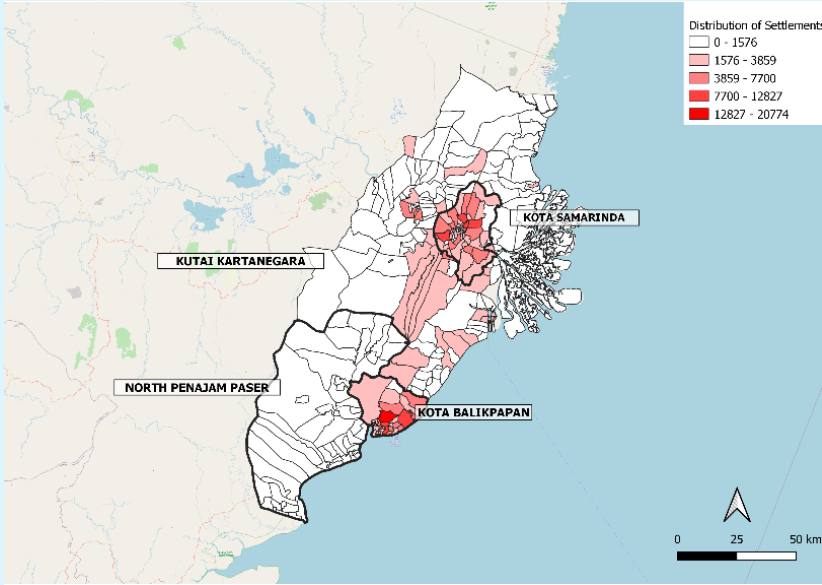 Distribution of Settlements
0 - 1576
1576 - 3859
3859 - 7700
7700 - 12827
12827 - 20774
KOTA SAMARINDA
KUTAI KARTANEGARA
NORTH PENAJAM PASER
KOTA BALIKPAPAN
0 25 50 km